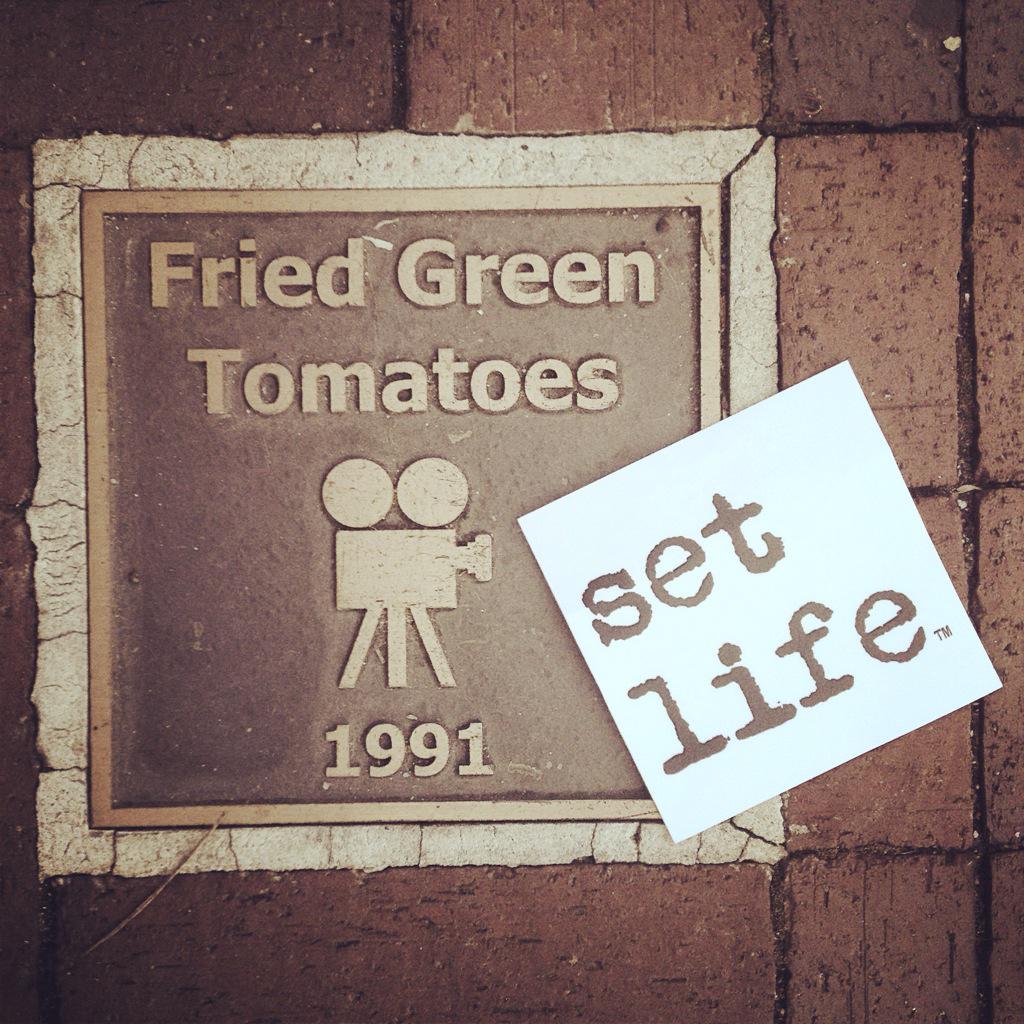 Fried Green
Tomatoes
1991
set
life™